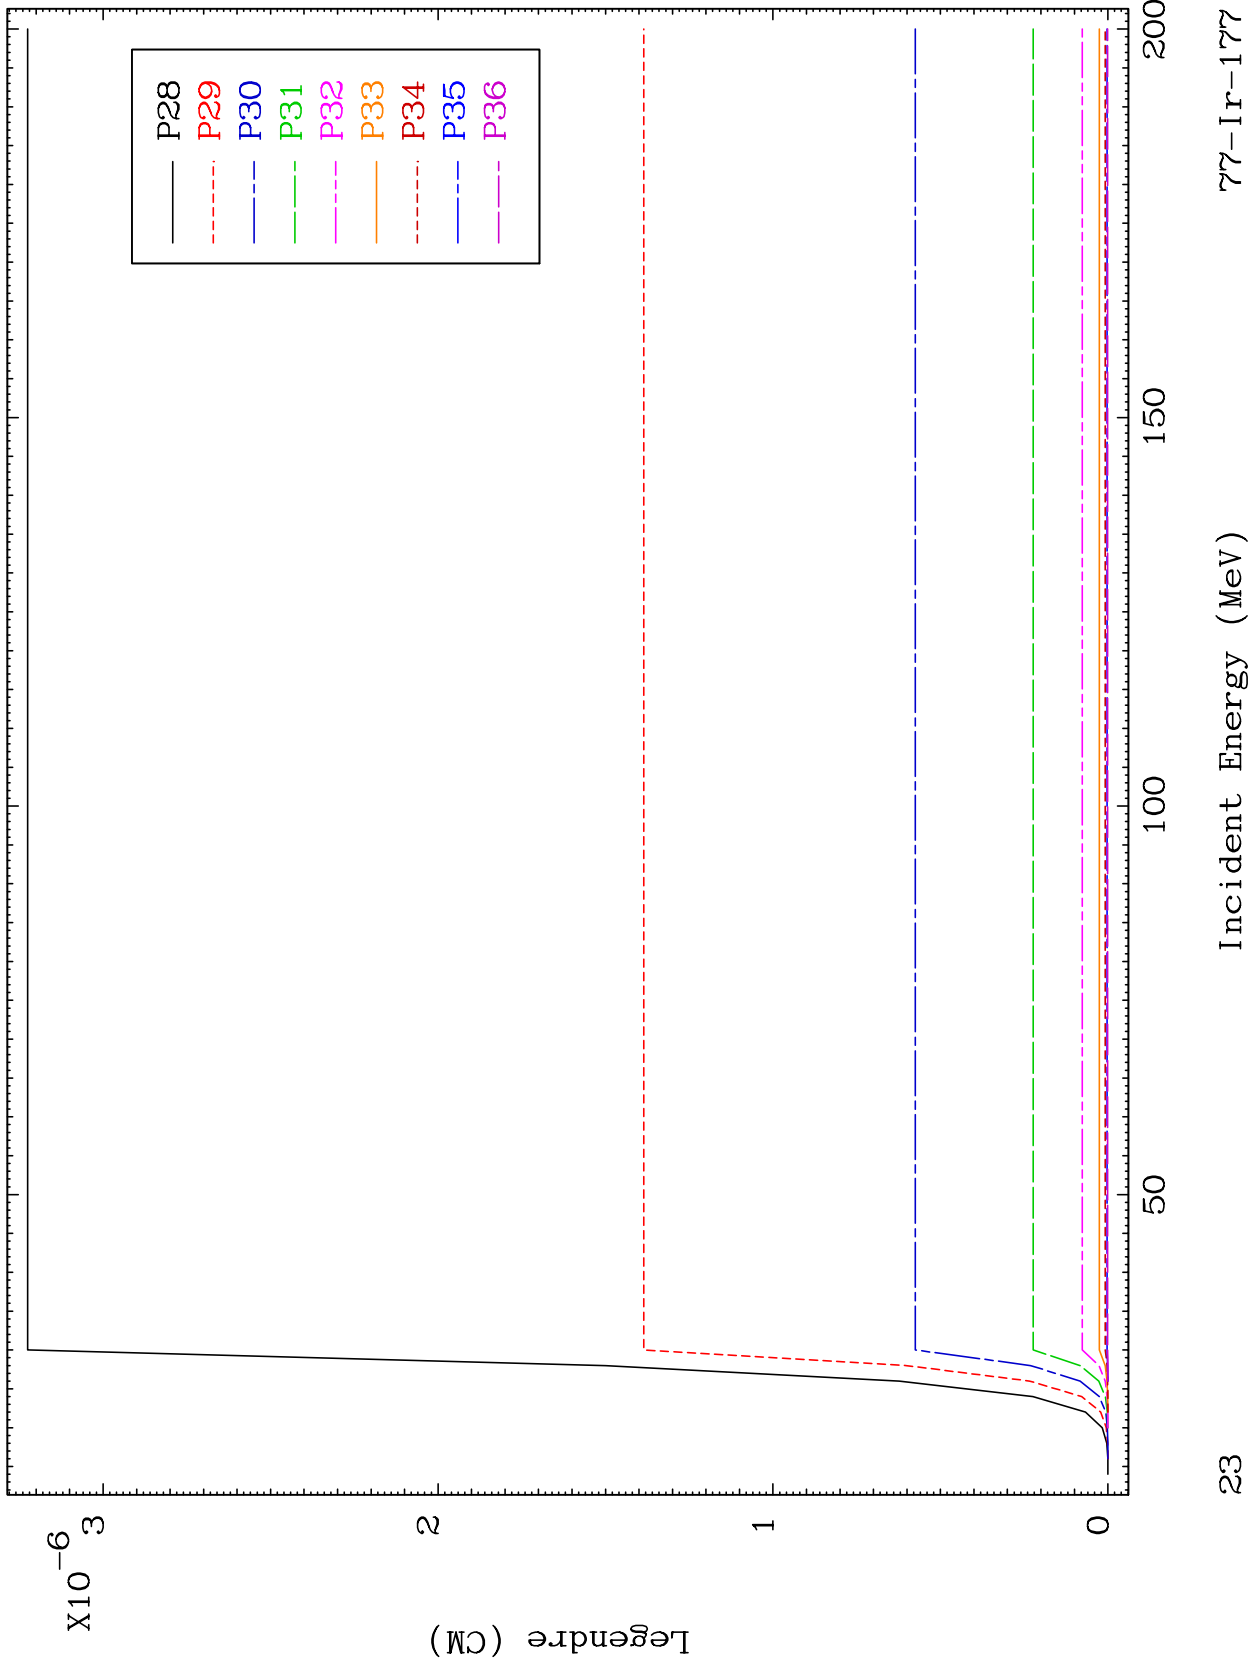 X10-6
3
2
1
0
Legendre (CM)
P28
P29
P30
P31
P32
P33
P34
P35
P36
50
100
150
200
Incident Energy (MeV)
23
77-Ir-177